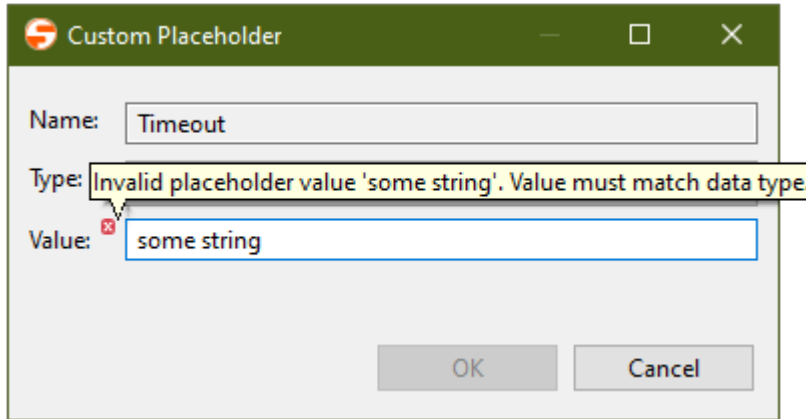 Custom Placeholder
Name: Timeout
Type: Invalid placeholder value 'some string'. Value must match data type.
Value: some string
OK Cancel